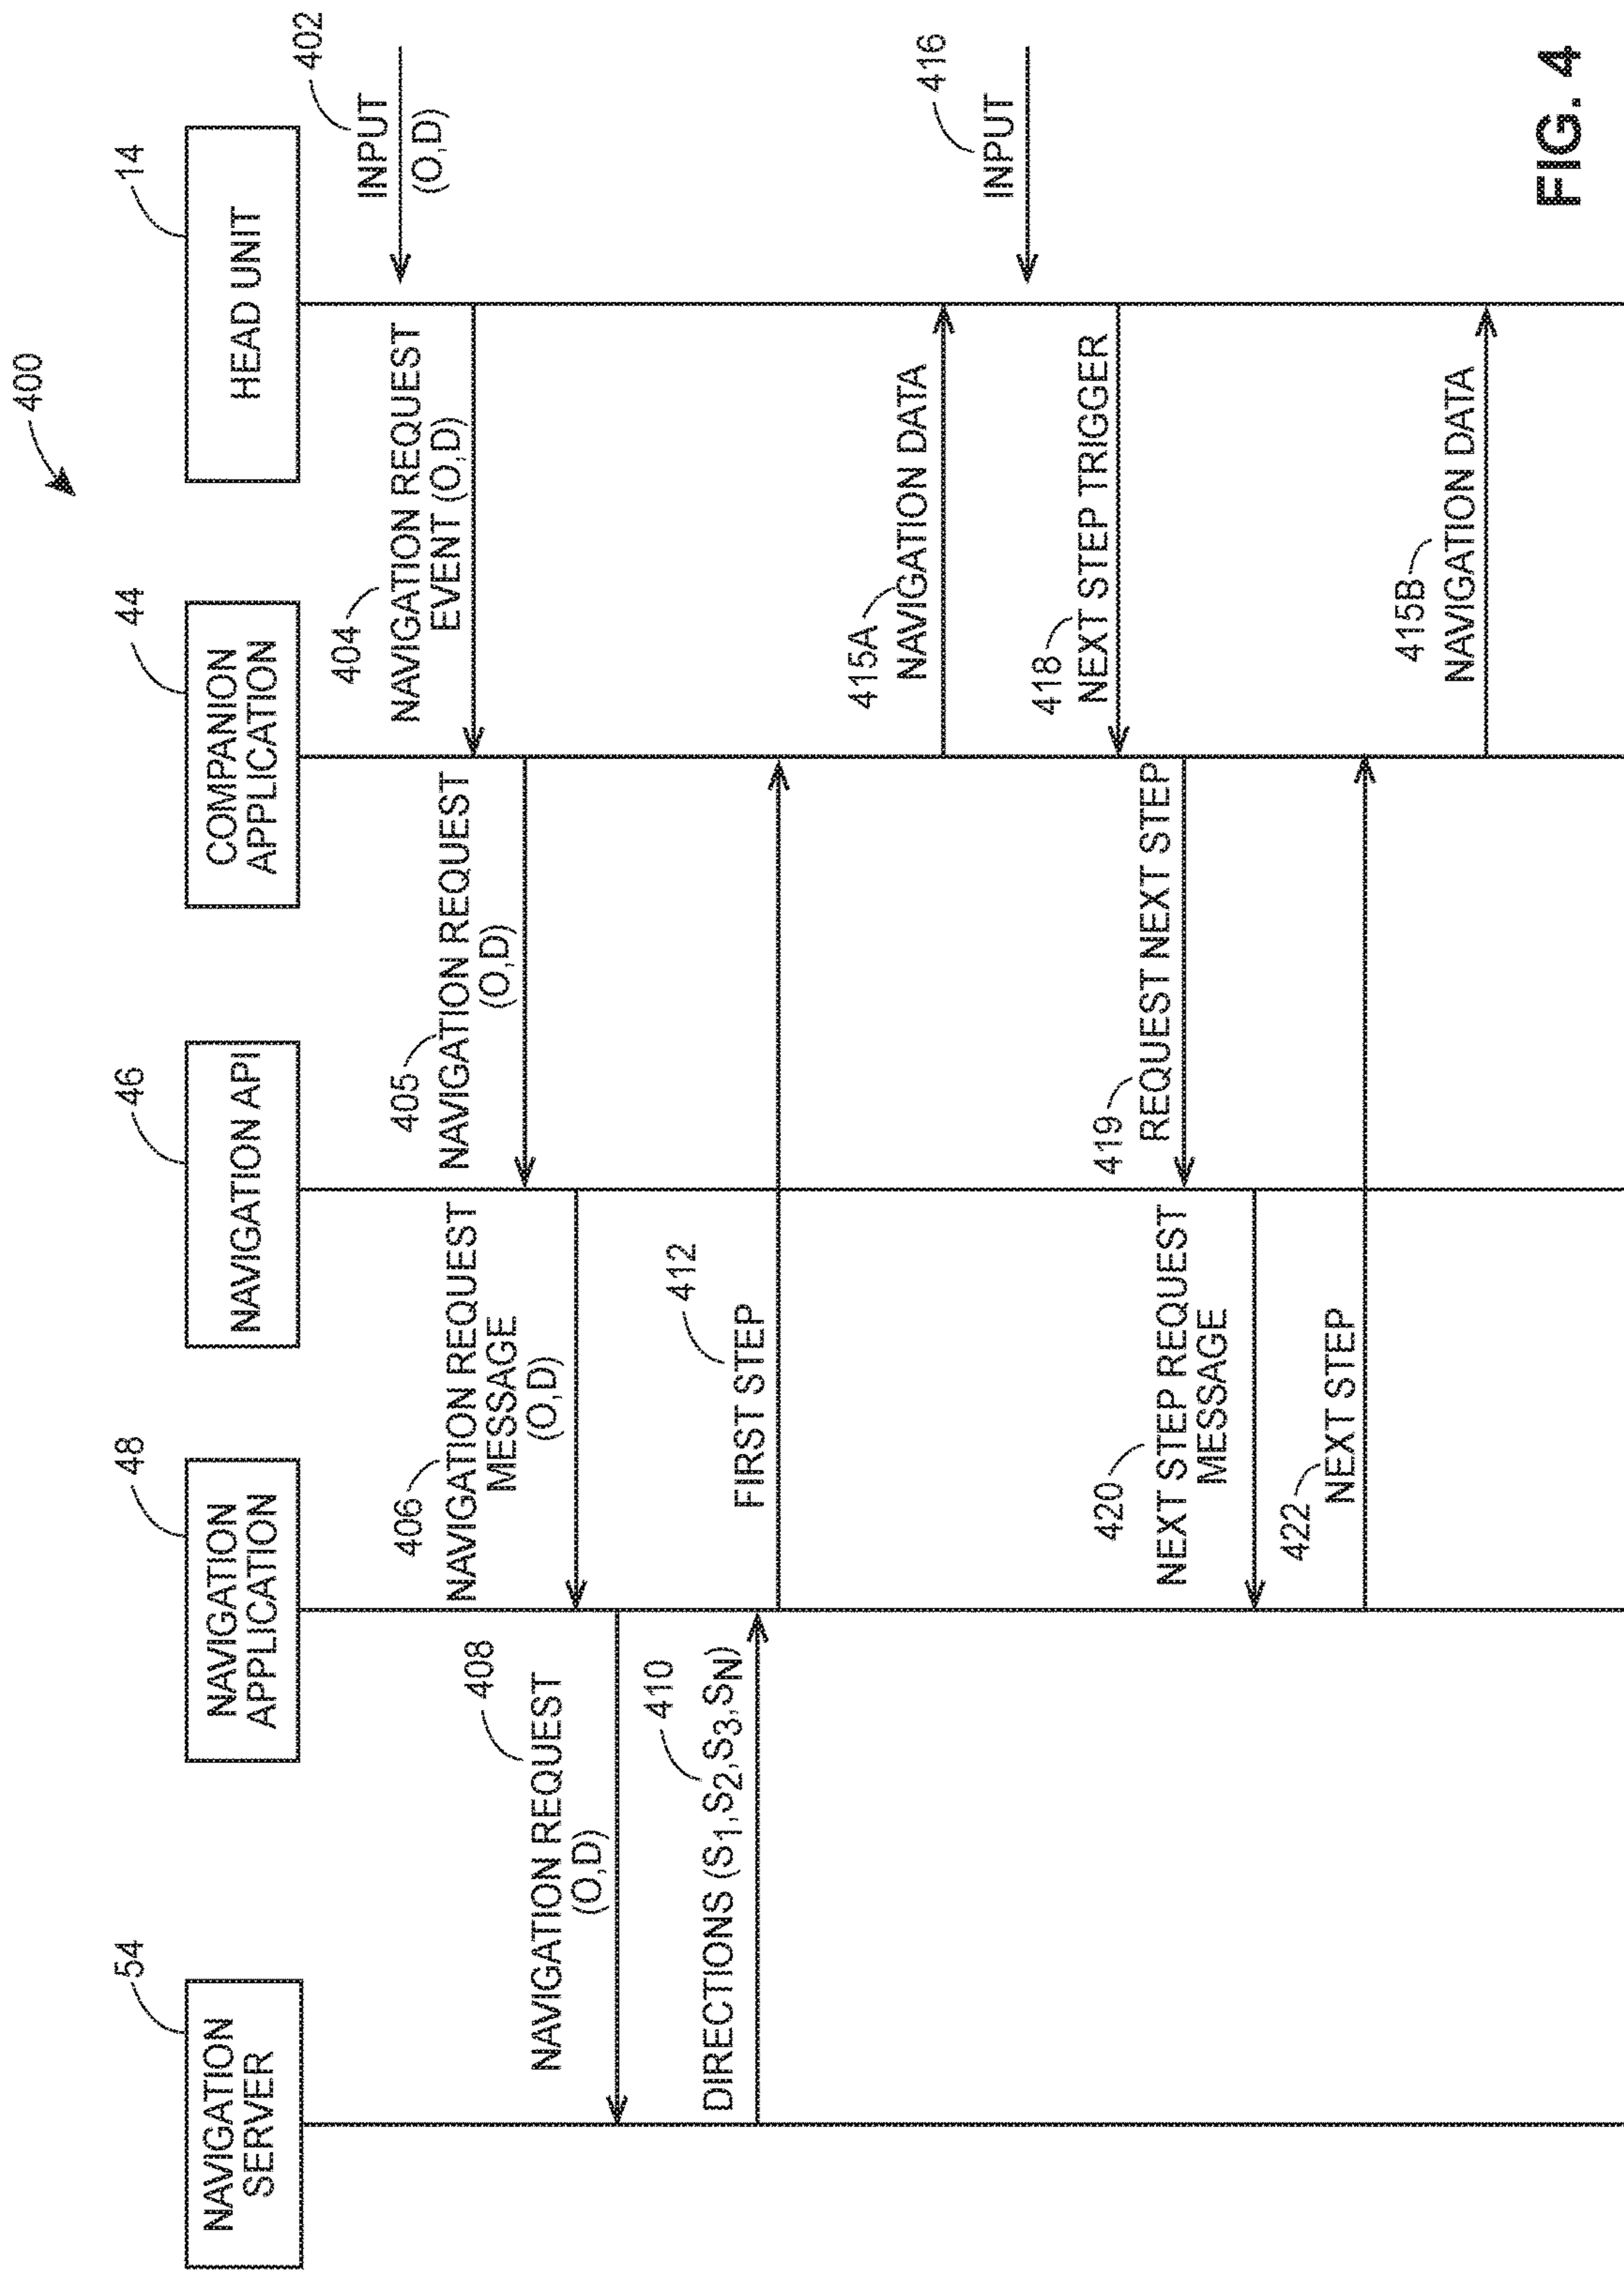 400
54
48
46
44
14
NAVIGATION
SERVER
NAVIGATION
APPLICATION
NAVIGATION API
COMPANION
APPLICATION
HEAD UNIT
402
INPUT
(O,D)
404
NAVIGATION REQUEST
EVENT (O,D)
405
NAVIGATION REQUEST
(O,D)
406
NAVIGATION REQUEST
MESSAGE
(O,D)
408
NAVIGATION REQUEST
(O,D)
410
DIRECTIONS (S1,S2,S3,SN)
412
FIRST STEP
415A
NAVIGATION DATA
416
INPUT
418
NEXT STEP TRIGGER
419
REQUEST NEXT STEP
420
NEXT STEP REQUEST
MESSAGE
422
NEXT STEP
415B
NAVIGATION DATA
FIG. 4